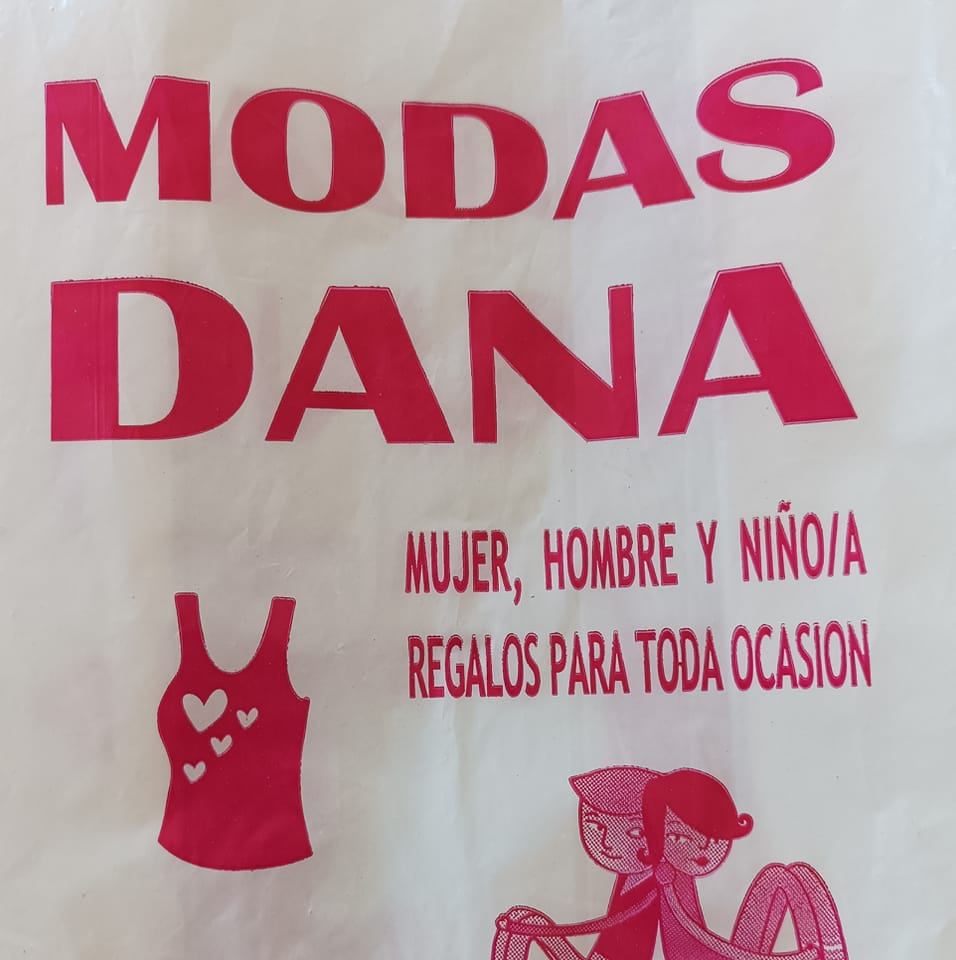 MODAS
DANA
MUJER, HOMBRE Y NIÑO/A
REGALOS PARA TODA OCASION